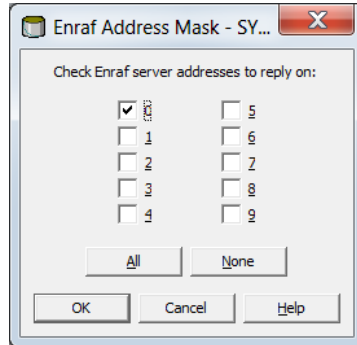 Enraf Address Mask - SY...
Check Enraf server addresses to reply on:
0 5
1 6
2 7
3 8
4 9
All None
OK Cancel Help